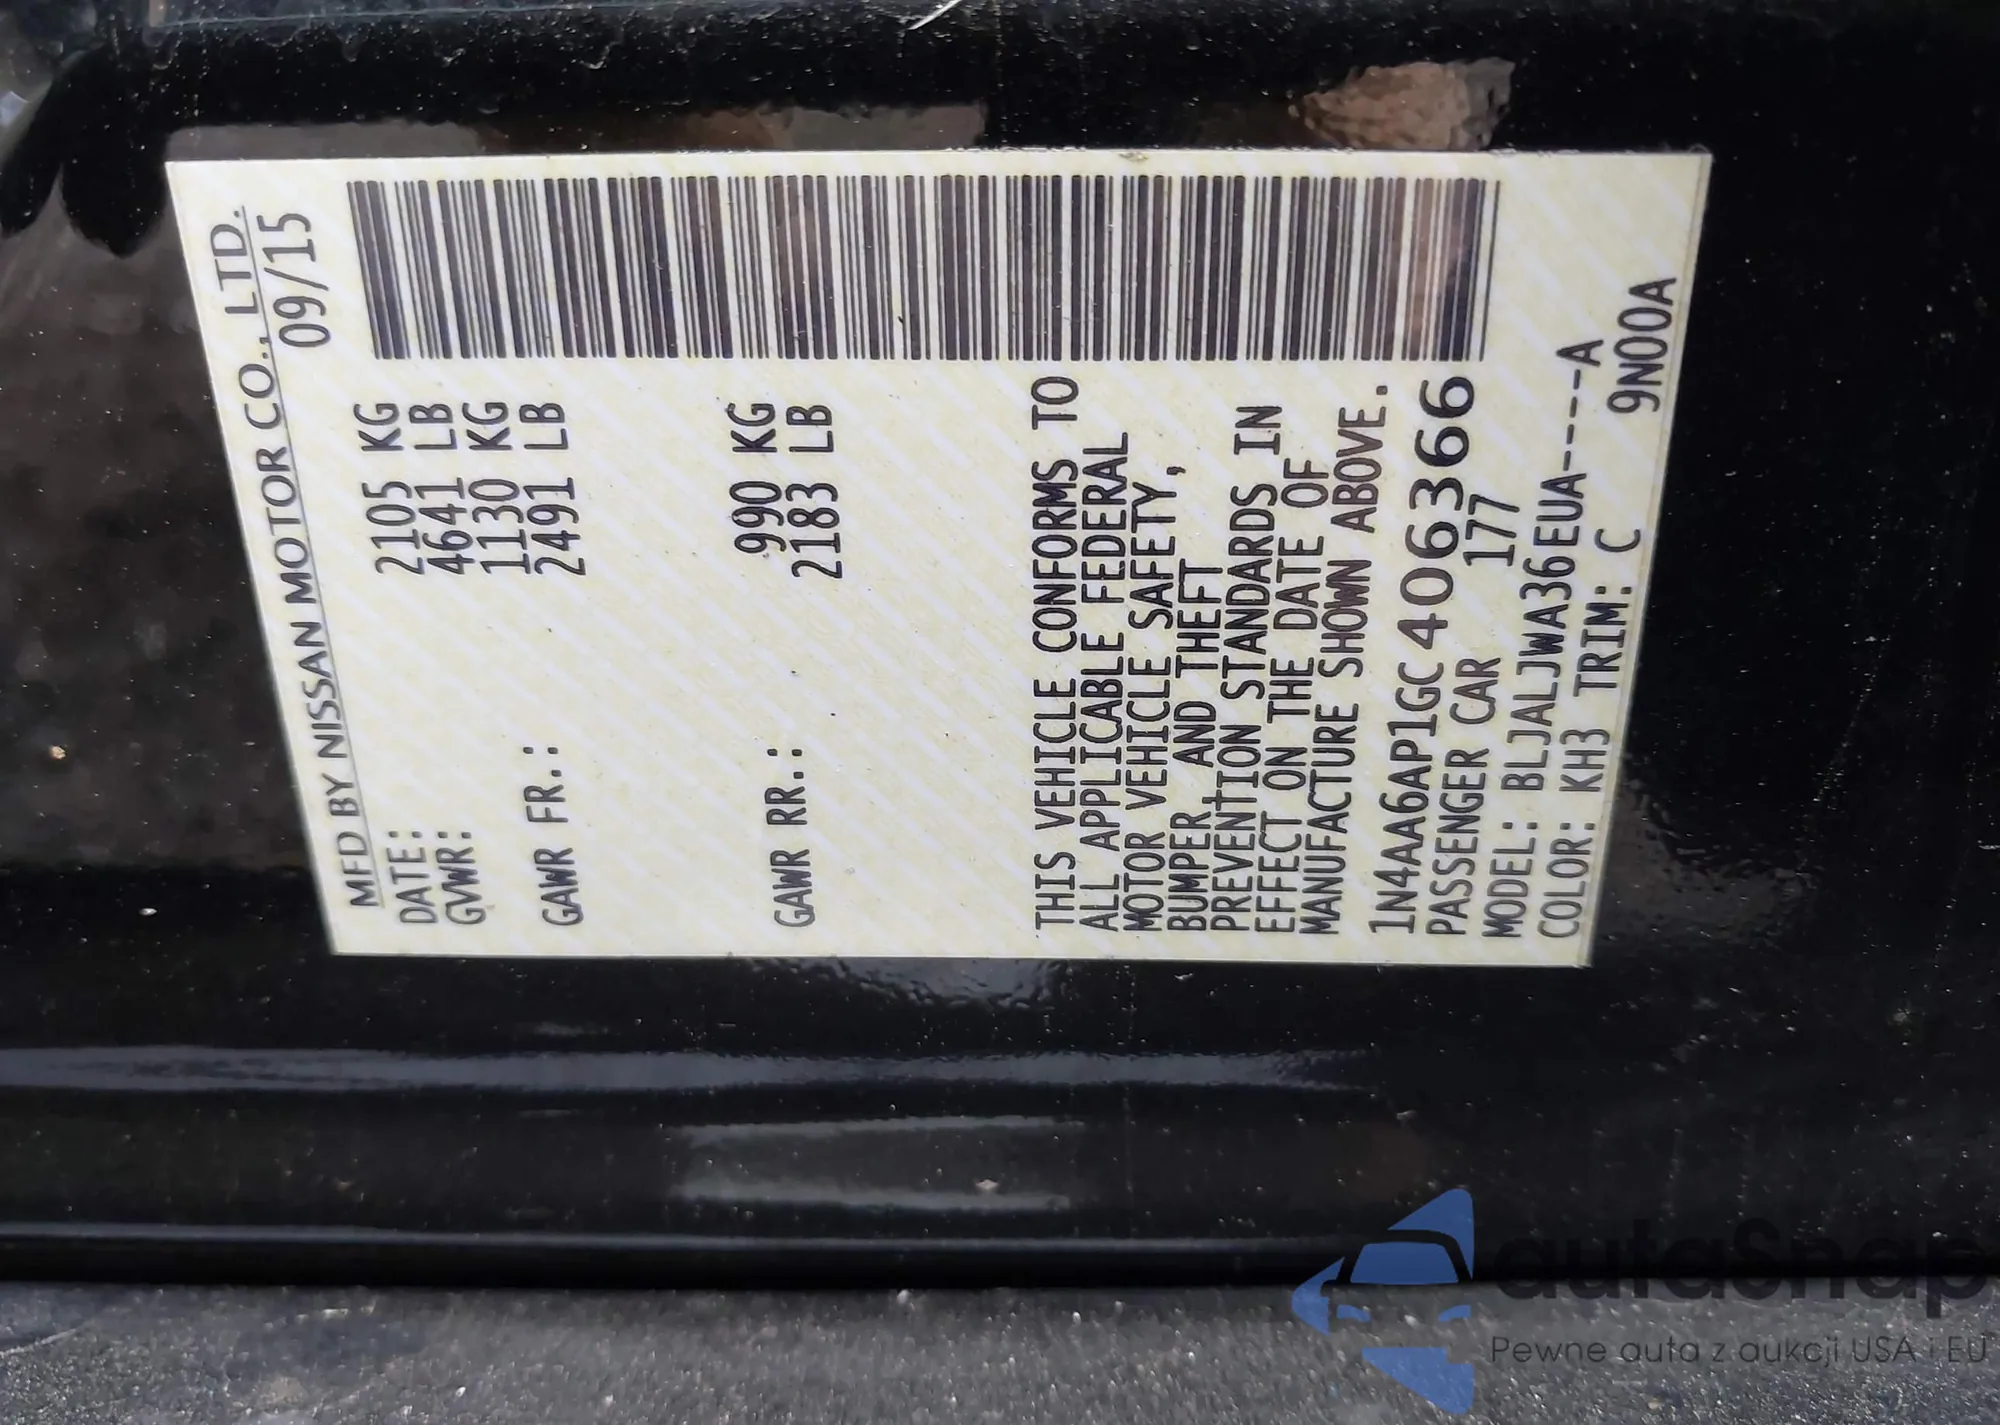 MFD BY NISSAN MOTOR CO., LTD.
DATE: 09/15
GVWR: 2105 KG
4641 LB
GAWR FR.: 1130 KG
2491 LB
GAWR RR.: 990 KG
2183 LB
THIS VEHICLE CONFORMS TO
ALL APPLICABLE FEDERAL
MOTOR VEHICLE SAFETY,
BUMPER, AND THEFT
PREVENTION STANDARDS IN
EFFECT ON THE DATE OF
MANUFACTURE SHOWN ABOVE.
1N4AA6AP1GC406366
PASSENGER CAR 177
MODEL: BLJALJWA36EUA-----A
COLOR: KH3 TRIM: C 9N00A
autaSnap
Pewne auta z aukcji USA i EU